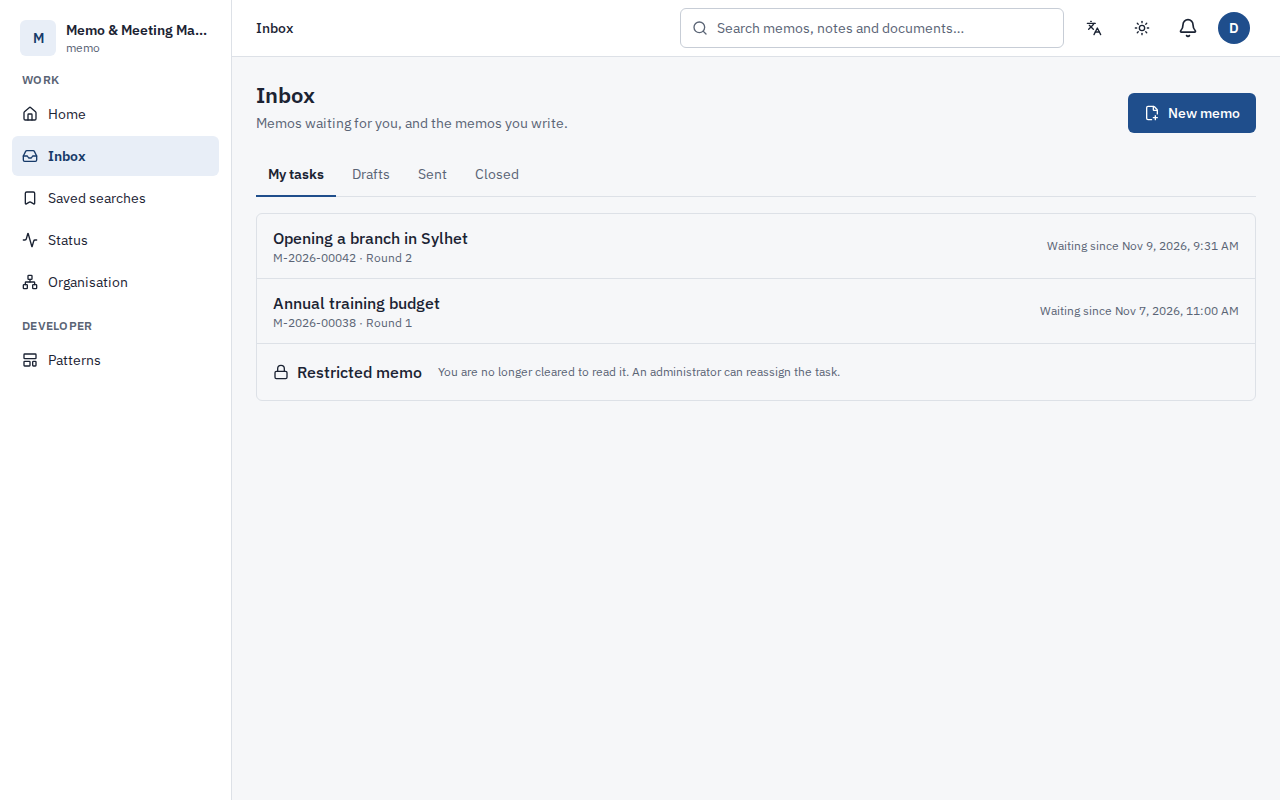 M
Memo & Meeting Ma...
memo
WORK
Home
Inbox
Saved searches
Status
Organisation
DEVELOPER
Patterns
Inbox
Search memos, notes and documents...
D
Inbox
Memos waiting for you, and the memos you write.
New memo
My tasks
Drafts
Sent
Closed
Opening a branch in Sylhet
M-2026-00042 · Round 2
Waiting since Nov 9, 2026, 9:31 AM
Annual training budget
M-2026-00038 · Round 1
Waiting since Nov 7, 2026, 11:00 AM
Restricted memo
You are no longer cleared to read it. An administrator can reassign the task.